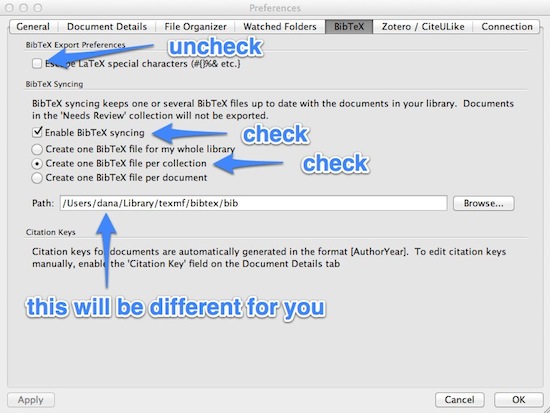 Preferences
General Document Details File Organizer Watched Folders BibTeX Zotero / CiteULike Connection
BibTeX Export Preferences
uncheck
Escape LaTeX special characters (#{}%& etc.}
BibTeX Syncing
BibTeX syncing keeps one or several BibTeX files up to date with the documents in your library. Documents
in the 'Needs Review' collection will not be exported.
Enable BibTeX syncing
check
Create one BibTeX file for my whole library
Create one BibTeX file per collection
check
Create one BibTeX file per document
Path: /Users/dana/Library/texmf/bibtex/bib Browse...
Citation Keys
Citation keys for documents are automatically generated in the format [AuthorYear]. To edit citation keys
manually, enable the 'Citation Key' field on the Document Details tab
this will be different for you
Apply Cancel OK